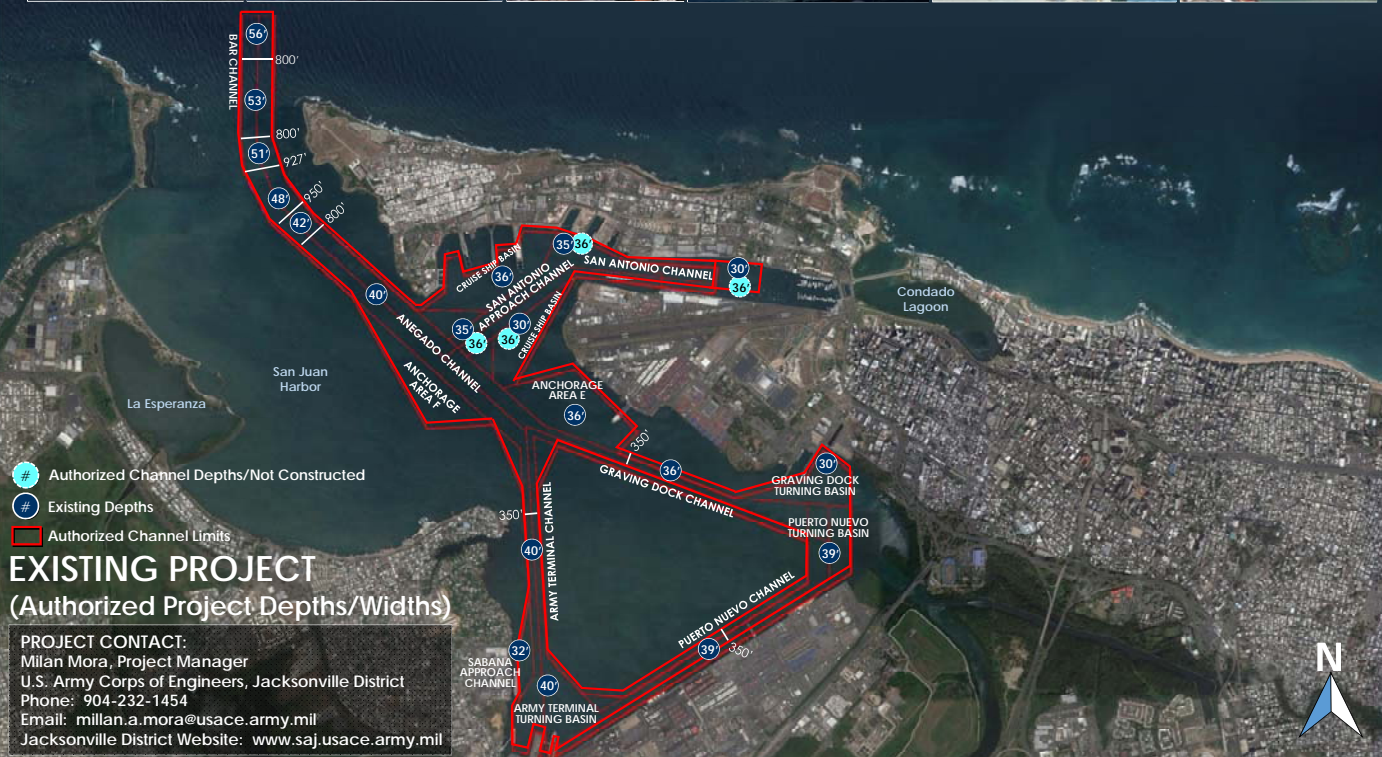 56'
BAR CHANNEL
800'
53'
800'
51'
927'
48'
950'
42'
800'
40'
CRUISE SHIP BASIN
36'
35'
36'
SAN ANTONIO
APPROACH CHANNEL
SAN ANTONIO CHANNEL
30'
36'
35'
36'
30'
36'
CRUISE SHIP BASIN
Condado
Lagoon
ANEGADO CHANNEL
ANCHORAGE
AREA F
San Juan
Harbor
La Esperanza
ANCHORAGE
AREA E
36'
350'
36'
GRAVING DOCK CHANNEL
30'
GRAVING DOCK
TURNING BASIN
PUERTO NUEVO
TURNING BASIN
39'
350'
40'
ARMY TERMINAL CHANNEL
PUERTO NUEVO CHANNEL
39'
350'
32'
SABANA
APPROACH
CHANNEL
40'
ARMY TERMINAL
TURNING BASIN
# Authorized Channel Depths/Not Constructed
# Existing Depths
Authorized Channel Limits
EXISTING PROJECT
(Authorized Project Depths/Widths)
PROJECT CONTACT:
Milan Mora, Project Manager
U.S. Army Corps of Engineers, Jacksonville District
Phone: 904-232-1454
Email: millan.a.mora@usace.army.mil
Jacksonville District Website: www.saj.usace.army.mil
N